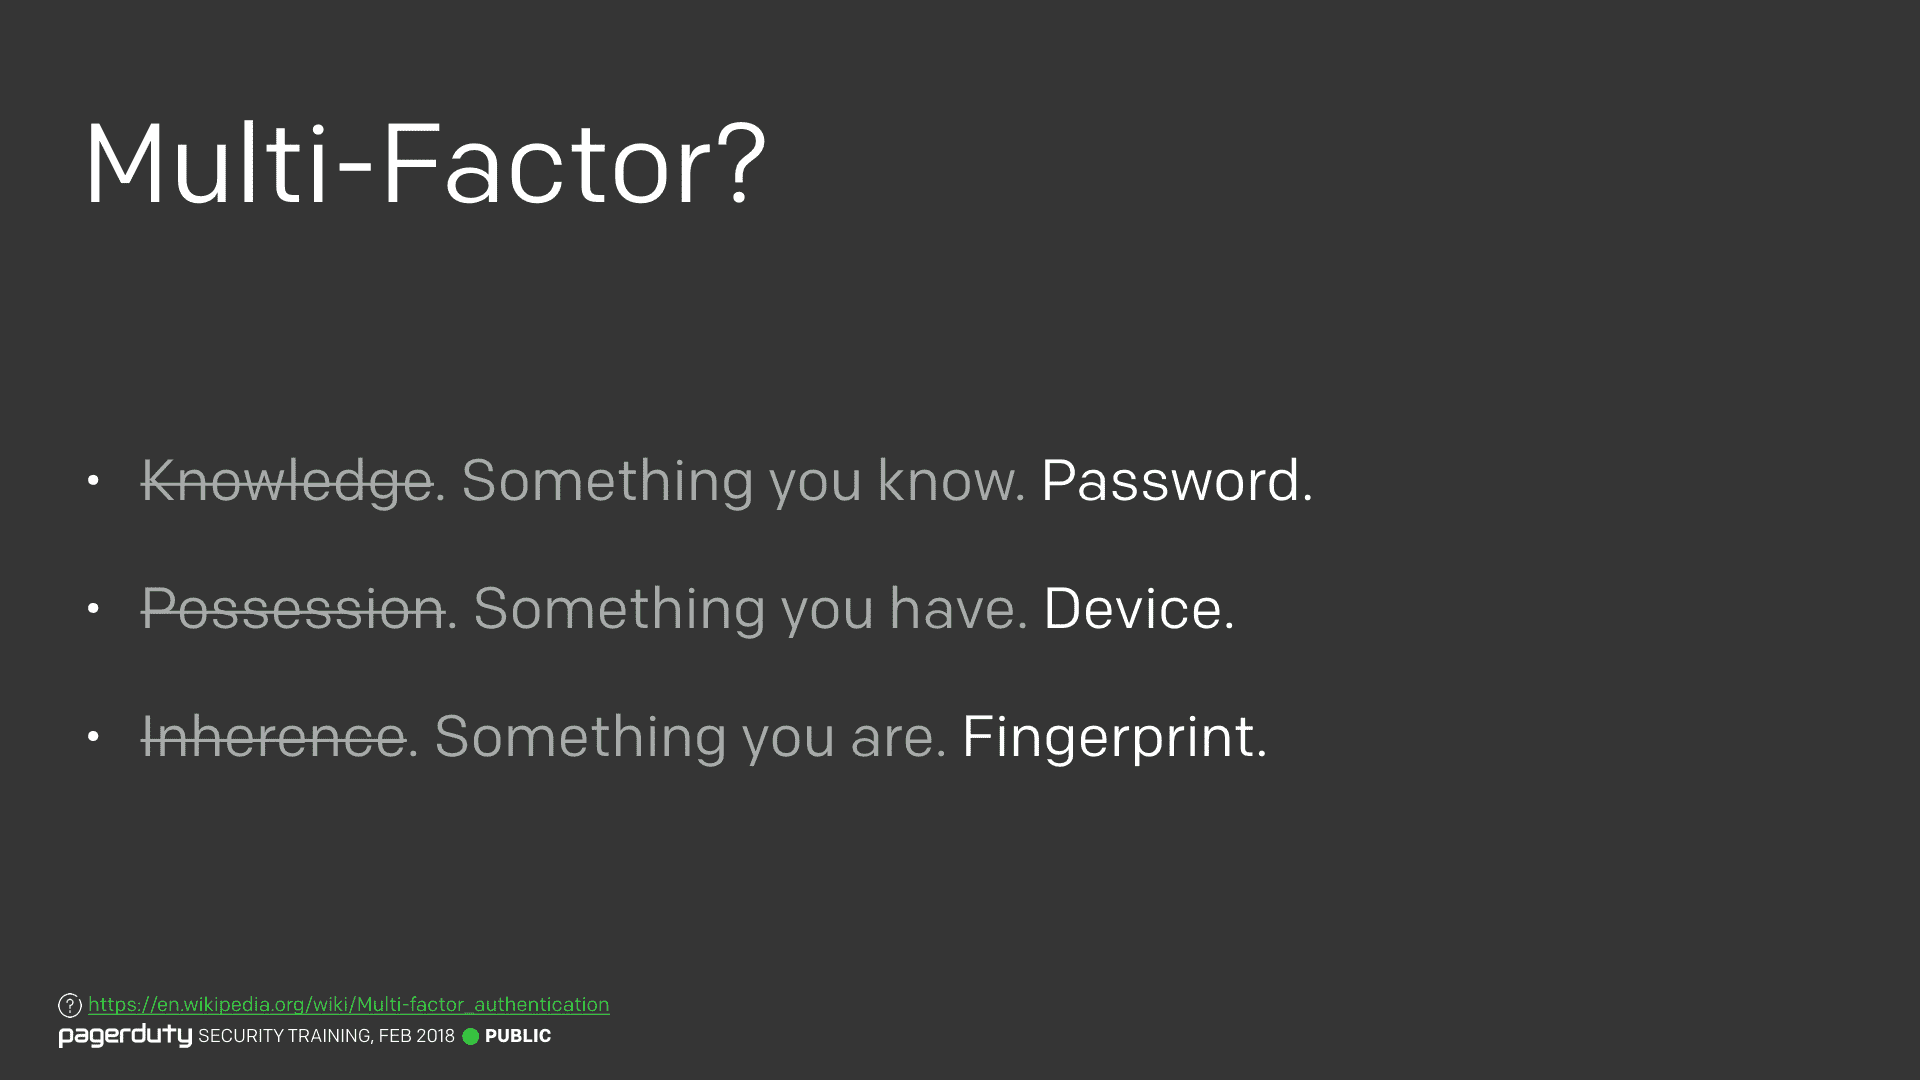 Multi-Factor?
• Knowledge. Something you know. Password.
• Possession. Something you have. Device.
• Inherence. Something you are. Fingerprint.
? https://en.wikipedia.org/wiki/Multi-factor_authentication
pagerduty SECURITY TRAINING, FEB 2018 PUBLIC